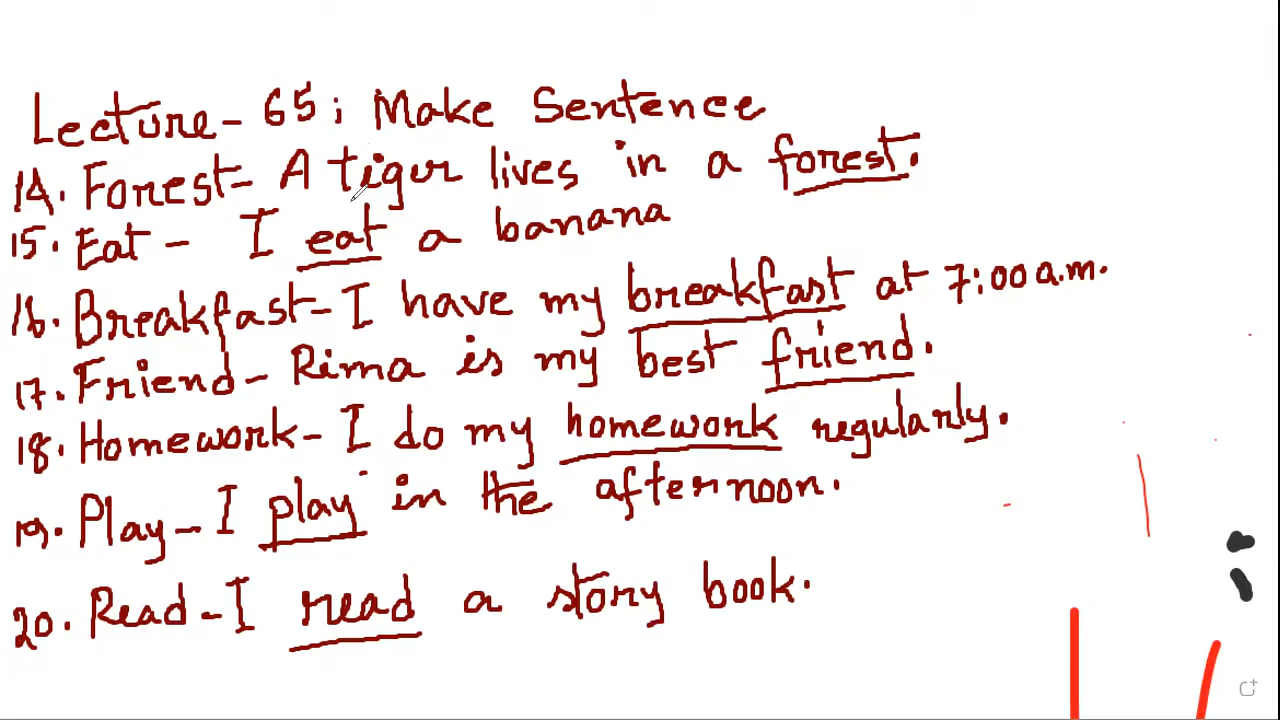 Lecture-65; Make Sentence
14. Forest- A tiger lives in a forest.
15. Eat - I eat a banana
16. Breakfast-I have my breakfast at 7:00 a.m.
17. Friend- Rima is my best friend.
18. Homework-I do my homework regularly.
19. Play-I play in the afternoon.
20. Read-I read a story book.